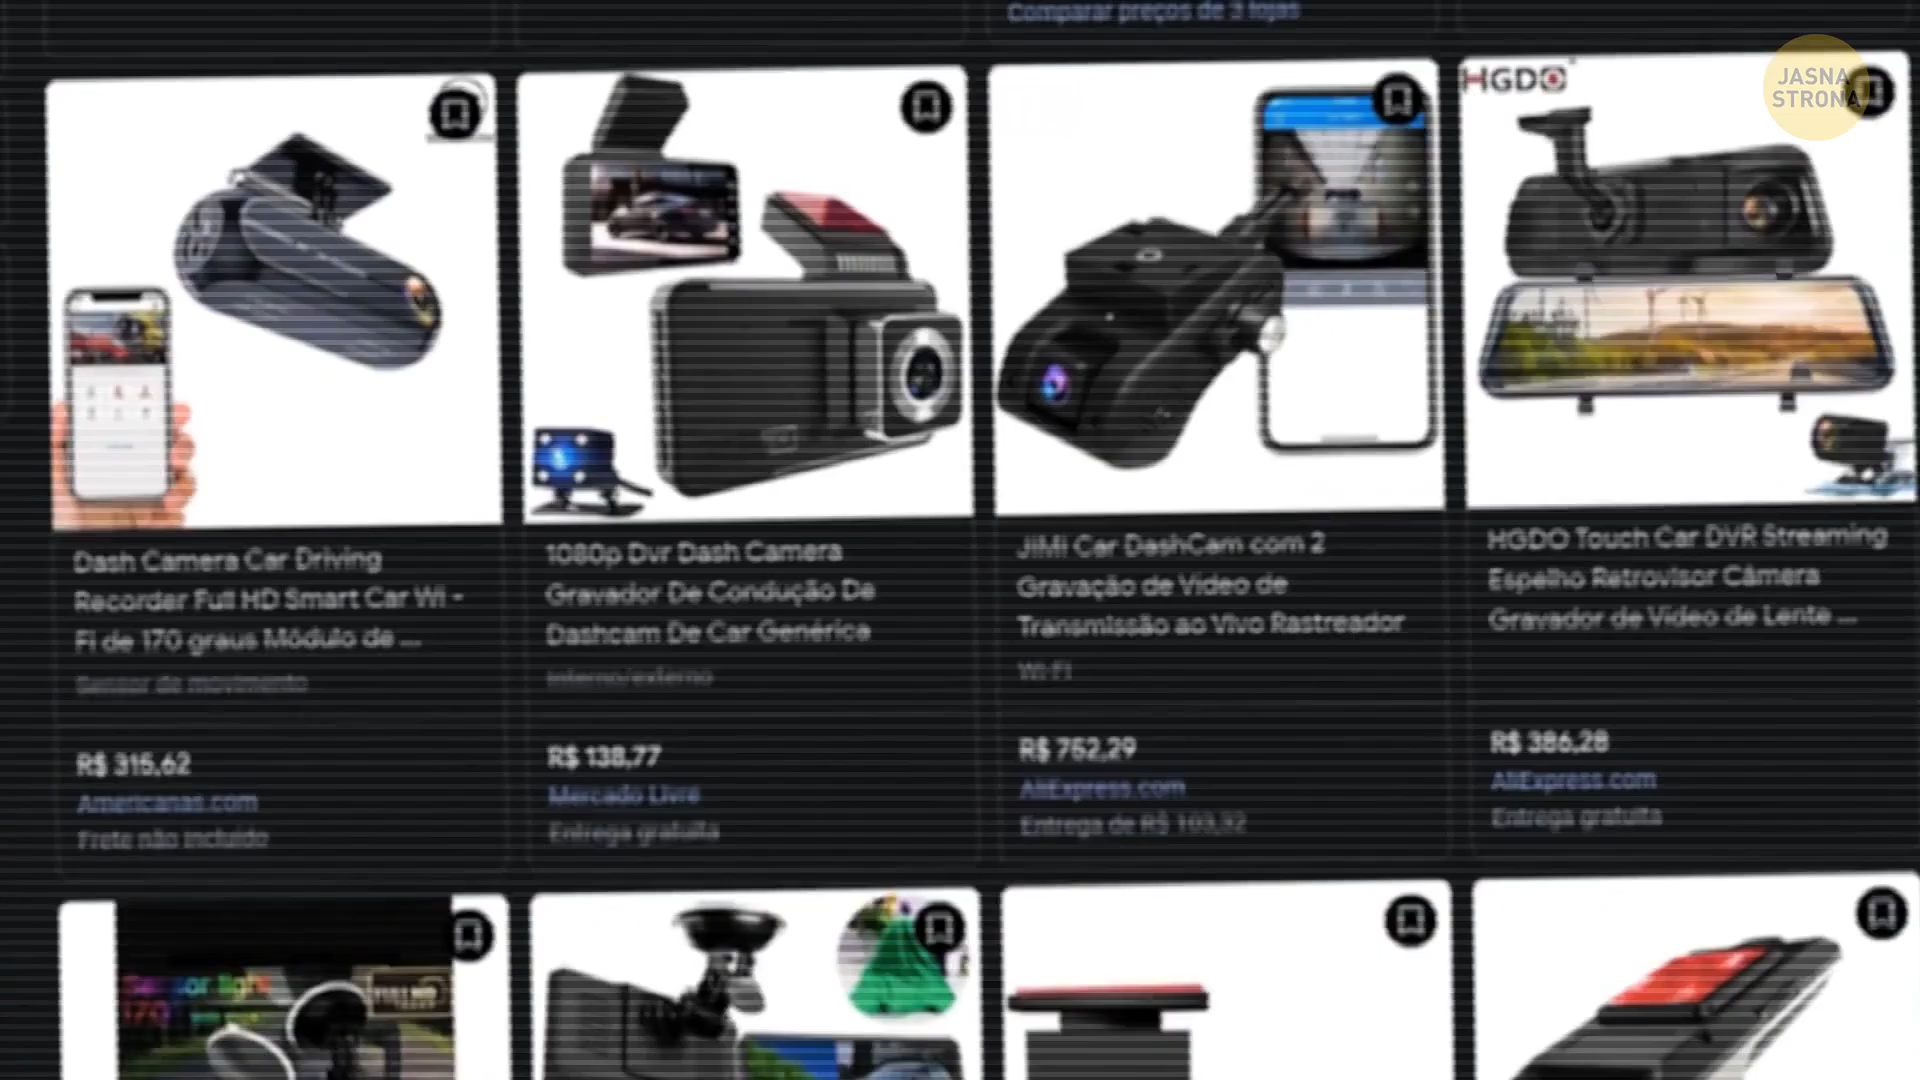 Comparar preços de 3 lojas
HGDO
JASNA
STRONA
Dash Camera Car Driving
Recorder Full HD Smart Car Wi -
Fi de 170 graus Módulo de ...
Sensor de movimento
R$ 315,62
Americanas.com
Frete não incluído
1080p Dvr Dash Camera
Gravador De Condução De
Dashcam De Car Genérica
Interno/externo
R$ 138,77
Mercado Livre
Entrega gratuita
JIMI Car DashCam com 2
Gravação de Vídeo de
Transmissão ao Vivo Rastreador
Wi-Fi
R$ 752,29
AliExpress.com
Entrega de R$ 103,32
HGDO Touch Car DVR Streaming
Espelho Retrovisor Câmera
Gravador de Vídeo de Lente ...
R$ 386,28
AliExpress.com
Entrega gratuita
Sensor light
170
FULL HD